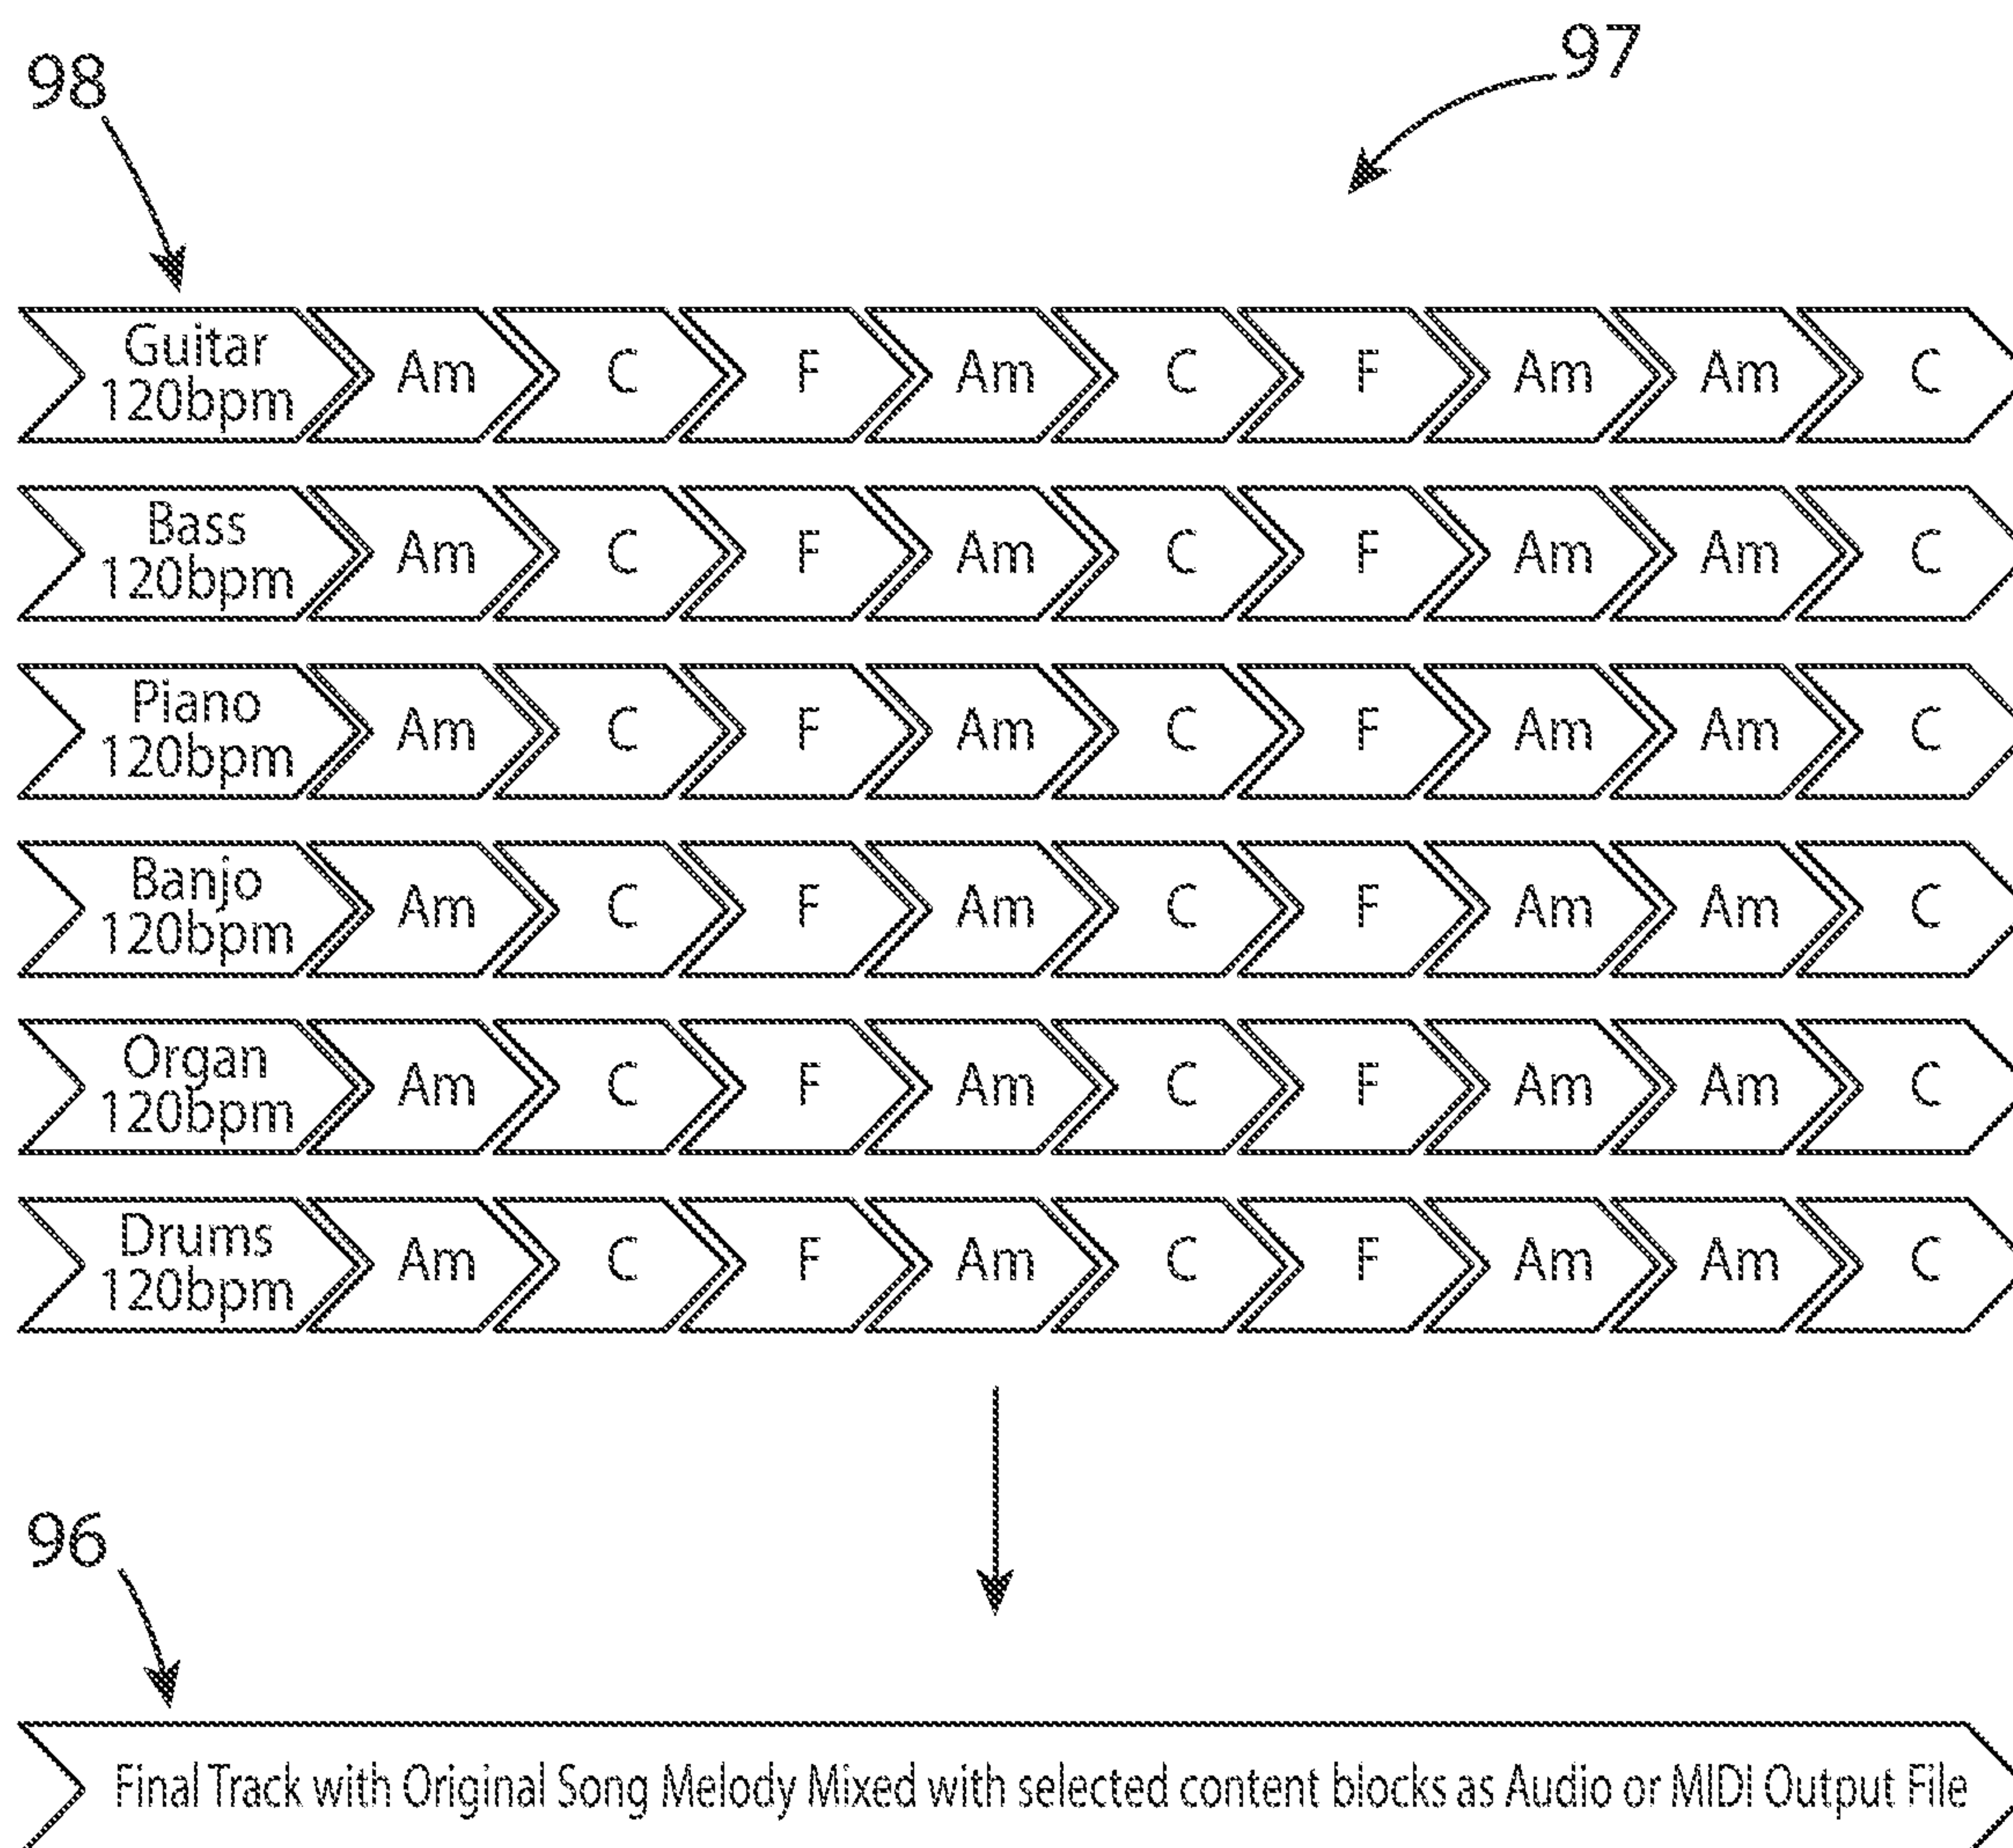 98
97
Guitar
120bpm Am C F Am C F Am Am C
Bass
120bpm Am C F Am C F Am Am C
Piano
120bpm Am C F Am C F Am Am C
Banjo
120bpm Am C F Am C F Am Am C
Organ
120bpm Am C F Am C F Am Am C
Drums
120bpm Am C F Am C F Am Am C
96
Final Track with Original Song Melody Mixed with selected content blocks as Audio or MIDI Output File